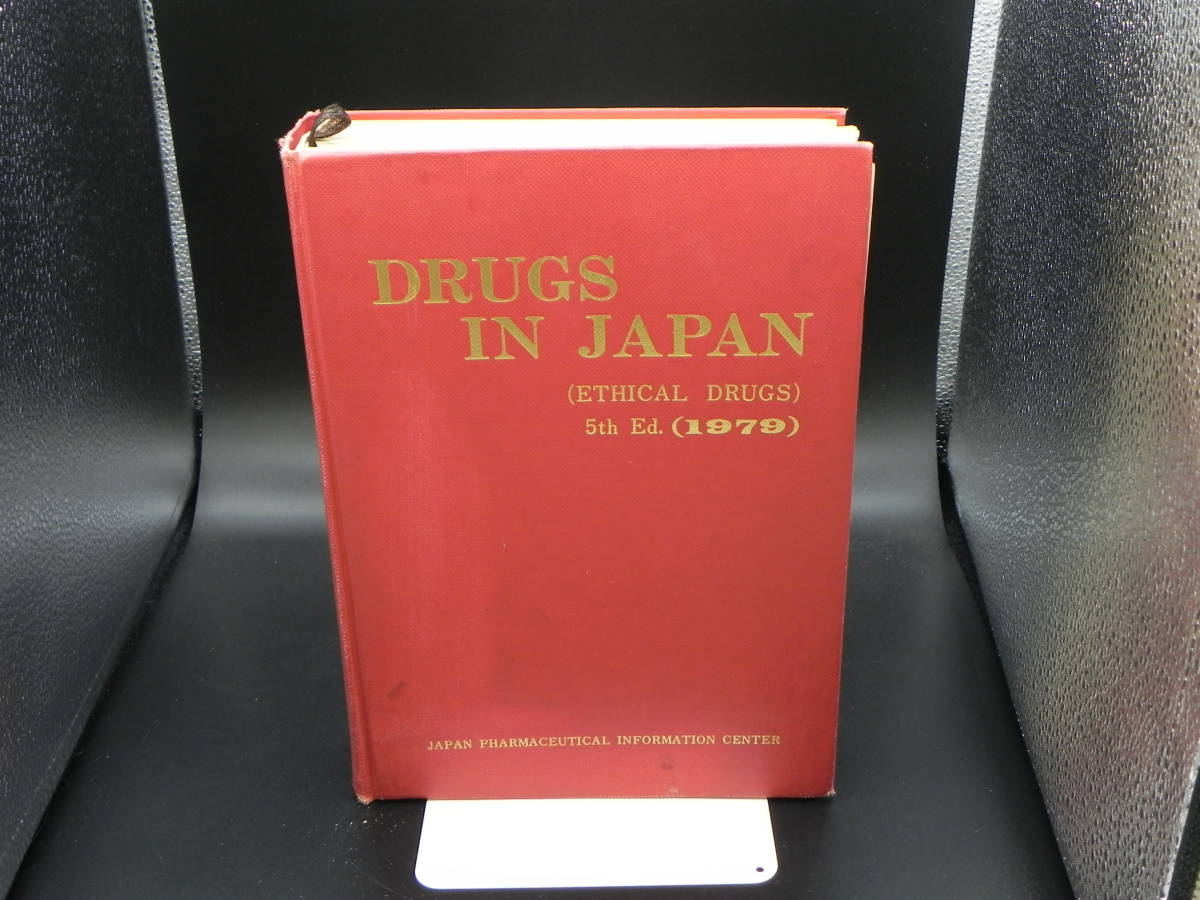 DRUGS
IN JAPAN
(ETHICAL DRUGS)
5th Ed. (1979)
JAPAN PHARMACEUTICAL INFORMATION CENTER